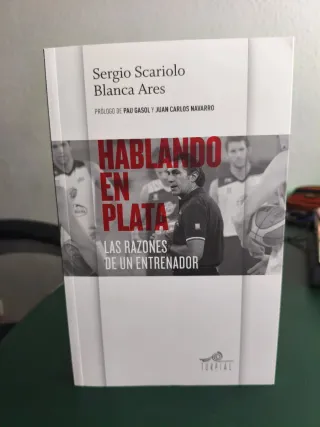 Sergio Scariolo
Blanca Ares
PRÓLOGO DE PAU GASOL Y JUAN CARLOS NAVARRO
HABLANDO
EN
PLATA
LAS RAZONES
DE UN ENTRENADOR
TURPIAL